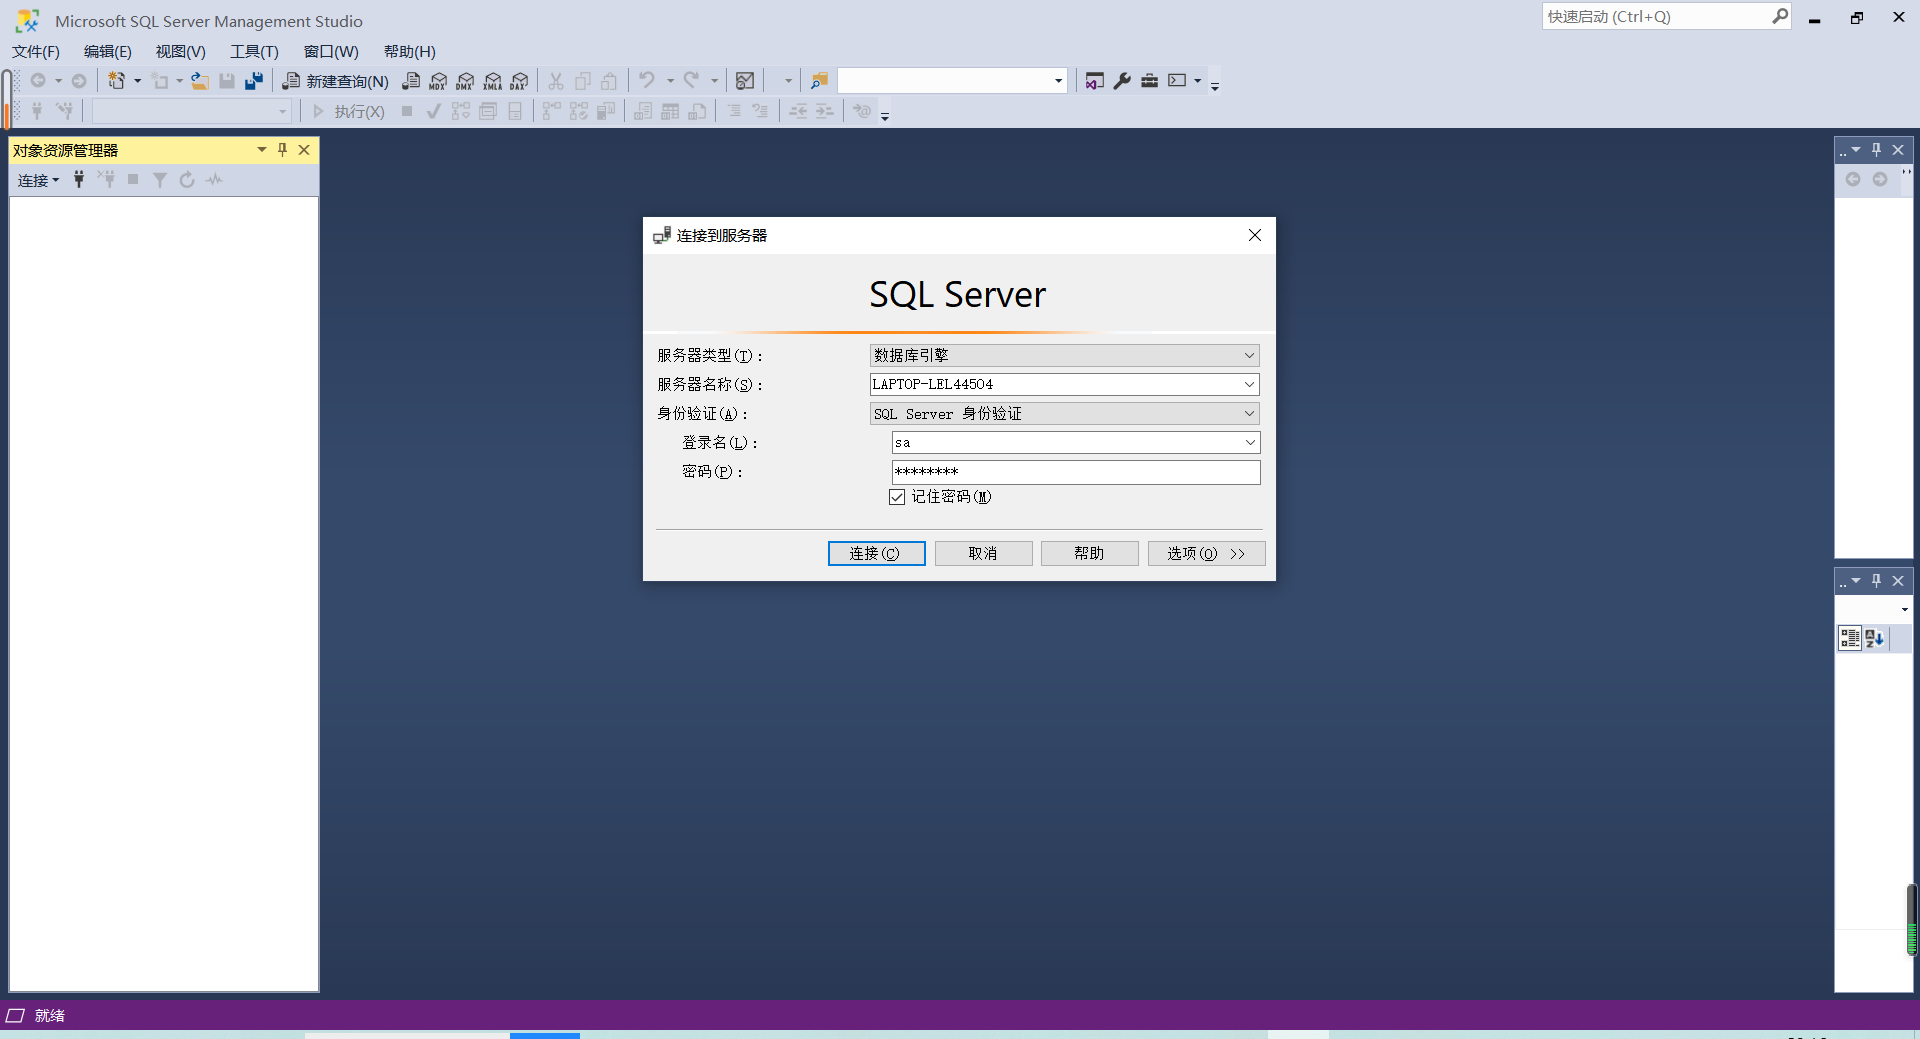 Microsoft SQL Server Management Studio
快速启动 (Ctrl+Q)
文件(F) 编辑(E) 视图(V) 工具(T) 窗口(W) 帮助(H)
新建查询(N) MDX DMX XMLA DAX
执行(X)
对象资源管理器
连接
连接到服务器
SQL Server
服务器类型(T): 数据库引擎
服务器名称(S): LAPTOP-LEL44504
身份验证(A): SQL Server 身份验证
登录名(L): sa
密码(P): ********
记住密码(M)
连接(C) 取消 帮助 选项(O) >>
就绪